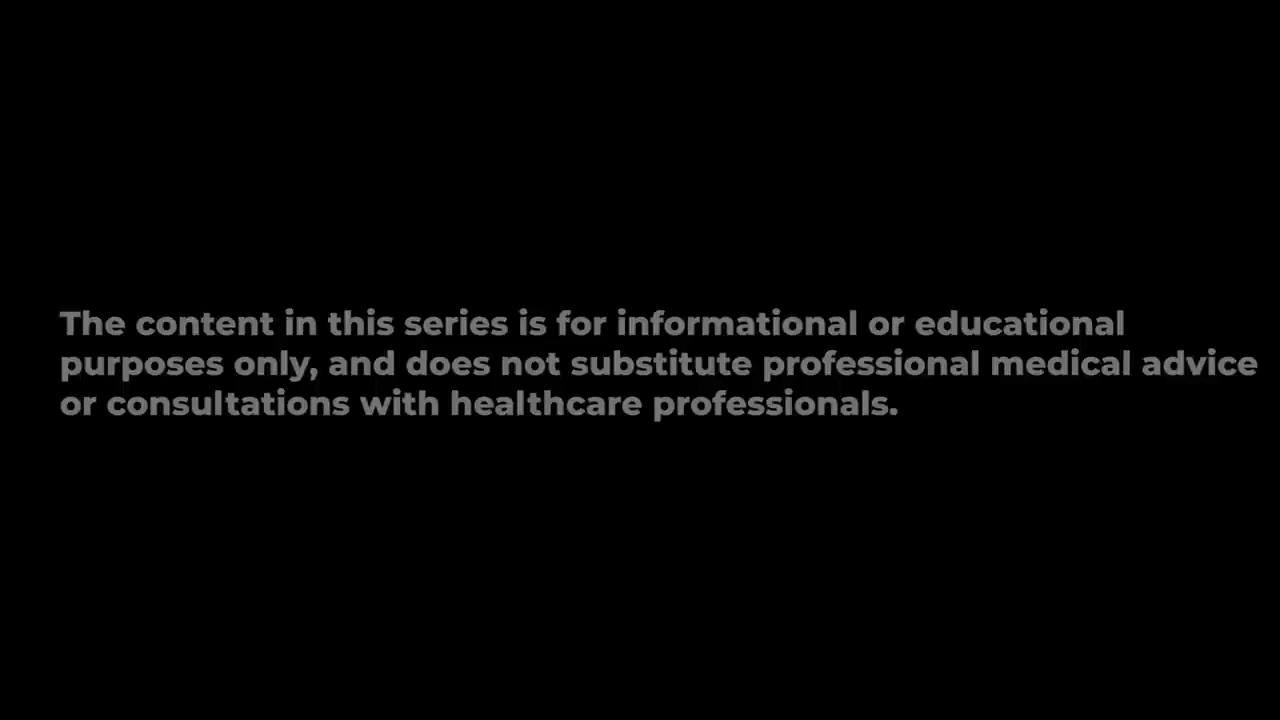 The content in this series is for informational or educational
purposes only, and does not substitute professional medical advice
or consultations with healthcare professionals.